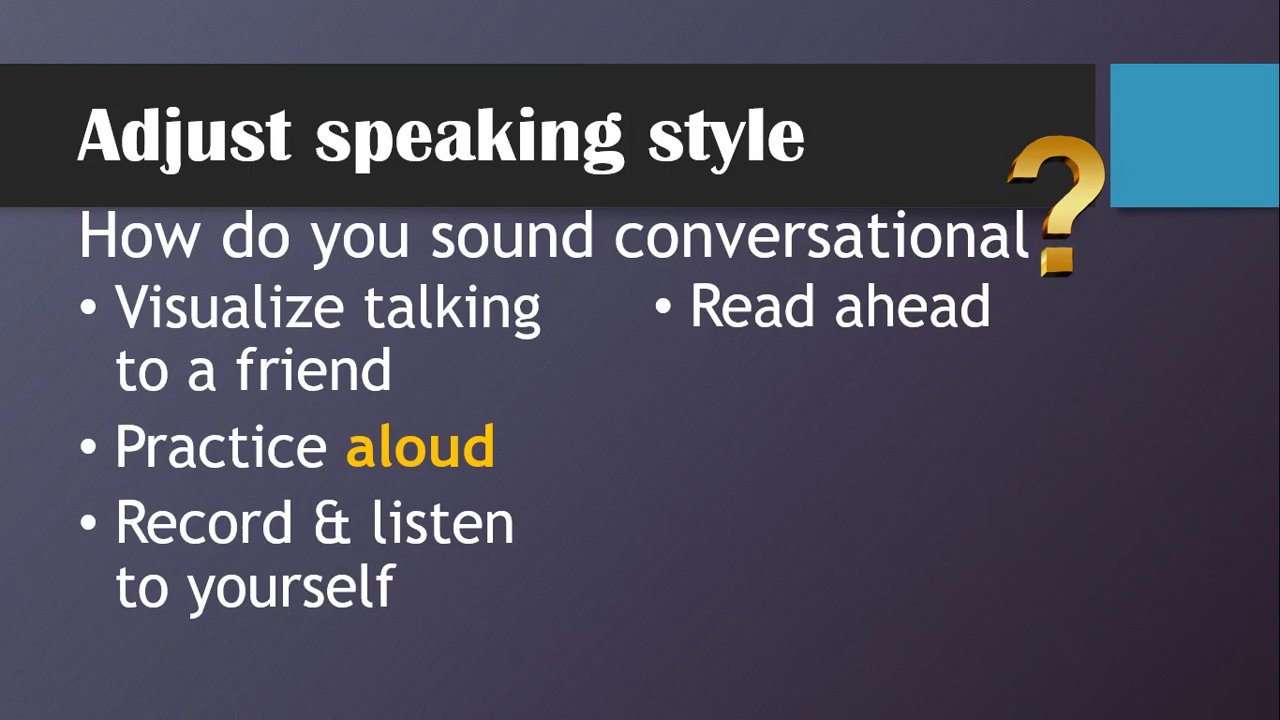 Adjust speaking style
How do you sound conversational?
• Visualize talking
to a friend
• Practice aloud
• Record & listen
to yourself
• Read ahead